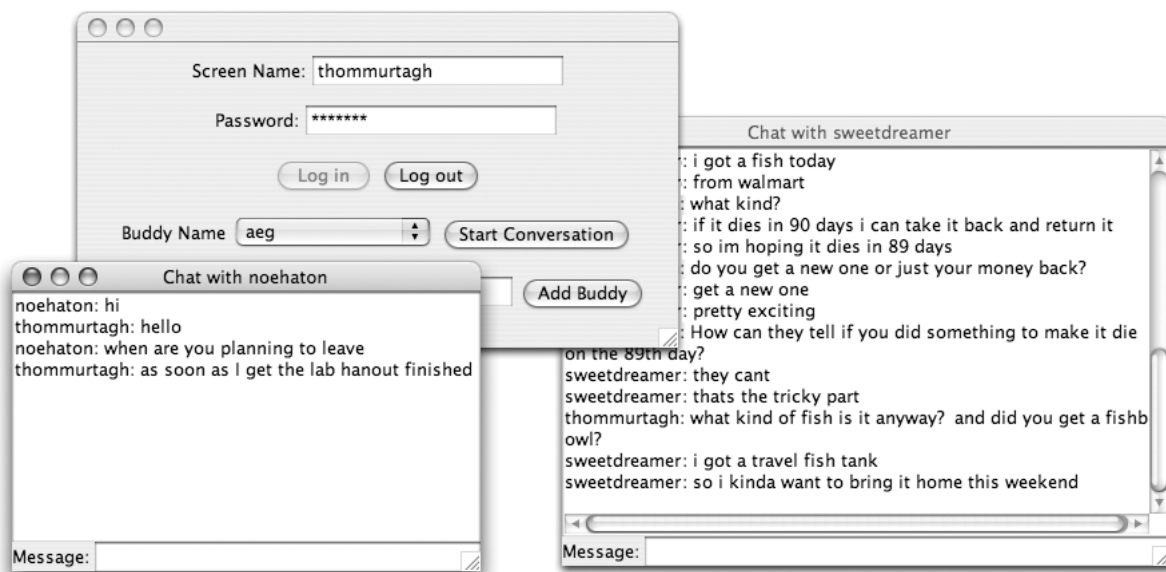 Screen Name: thommurtagh
Password: *******
Log in Log out
Buddy Name aeg Start Conversation
Add Buddy
Chat with noehaton
noehaton: hi
thommurtagh: hello
noehaton: when are you planning to leave
thommurtagh: as soon as I get the lab hanout finished
Message:
Chat with sweetdreamer
: i got a fish today
: from walmart
: what kind?
: if it dies in 90 days i can take it back and return it
: so im hoping it dies in 89 days
: do you get a new one or just your money back?
: get a new one
: pretty exciting
: How can they tell if you did something to make it die
on the 89th day?
sweetdreamer: they cant
sweetdreamer: thats the tricky part
thommurtagh: what kind of fish is it anyway?  and did you get a fishb
owl?
sweetdreamer: i got a travel fish tank
sweetdreamer: so i kinda want to bring it home this weekend
Message: